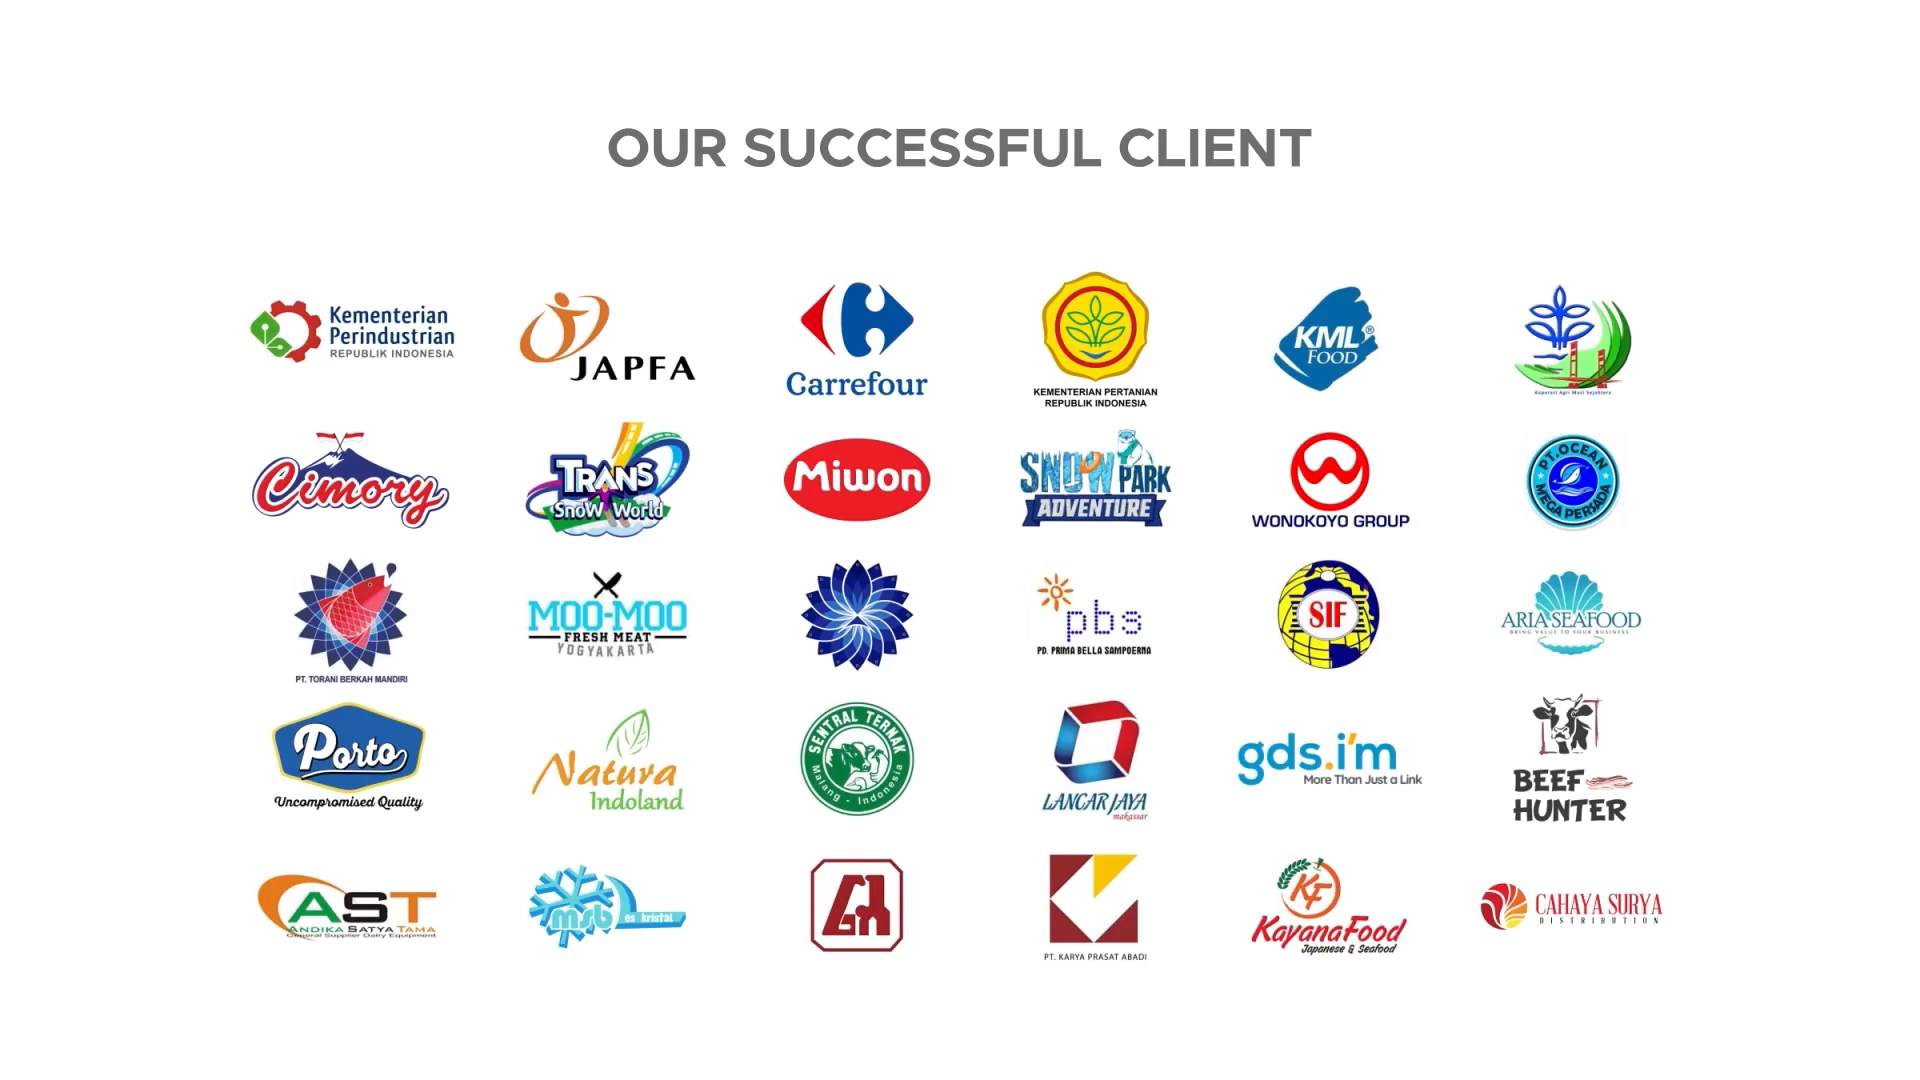 OUR SUCCESSFUL CLIENT
Kementerian
Perindustrian
REPUBLIK INDONESIA
JAPFA
Carrefour
KEMENTERIAN PERTANIAN
REPUBLIK INDONESIA
KML®
FOOD
Koperasi Agri Musi Sejahtera
Cimory
TRANS
SNOW World
Miwon
SNOW PARK
ADVENTURE
WONOKOYO GROUP
PT. OCEAN
MEGA PERSADA
PT. TORANI BERKAH MANDIRI
MOO-MOO
FRESH MEAT
YOGYAKARTA
pbs
PD. PRIMA BELLA SAMPOERNA
SIF
ARIA SEAFOOD
BRING VALUE TO YOUR BUSINESS
Porto
Uncompromised Quality
Natura
Indoland
SENTRAL TERNAK
Malang - Indonesia
LANCAR JAYA
makassar
gds.i'm
More Than Just a Link
BEEF
HUNTER
AST
ANDIKA SATYA TAMA
General Supplier Dairy Equipment
msb es kristal
PT. KARYA PRASAT ABADI
KF
KayanaFood
Japanese & Seafood
CAHAYA SURYA
DISTRIBUTION